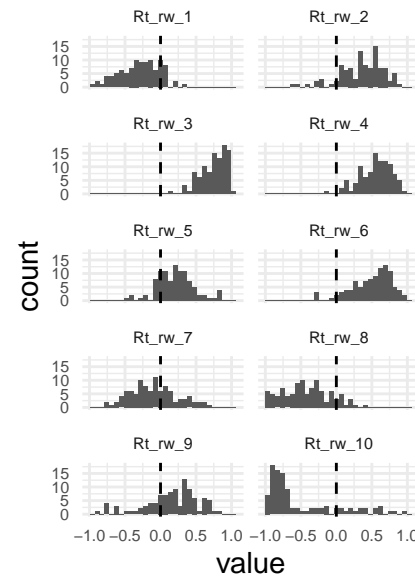 Rt_rw_1 Rt_rw_2
15
10
5
0
Rt_rw_3 Rt_rw_4
15
10
5
0
Rt_rw_5 Rt_rw_6
15
10
5
0
Rt_rw_7 Rt_rw_8
15
10
5
0
Rt_rw_9 Rt_rw_10
15
10
5
0
−1.0 −0.5 0.0 0.5 1.0 −1.0 −0.5 0.0 0.5 1.0
count
value